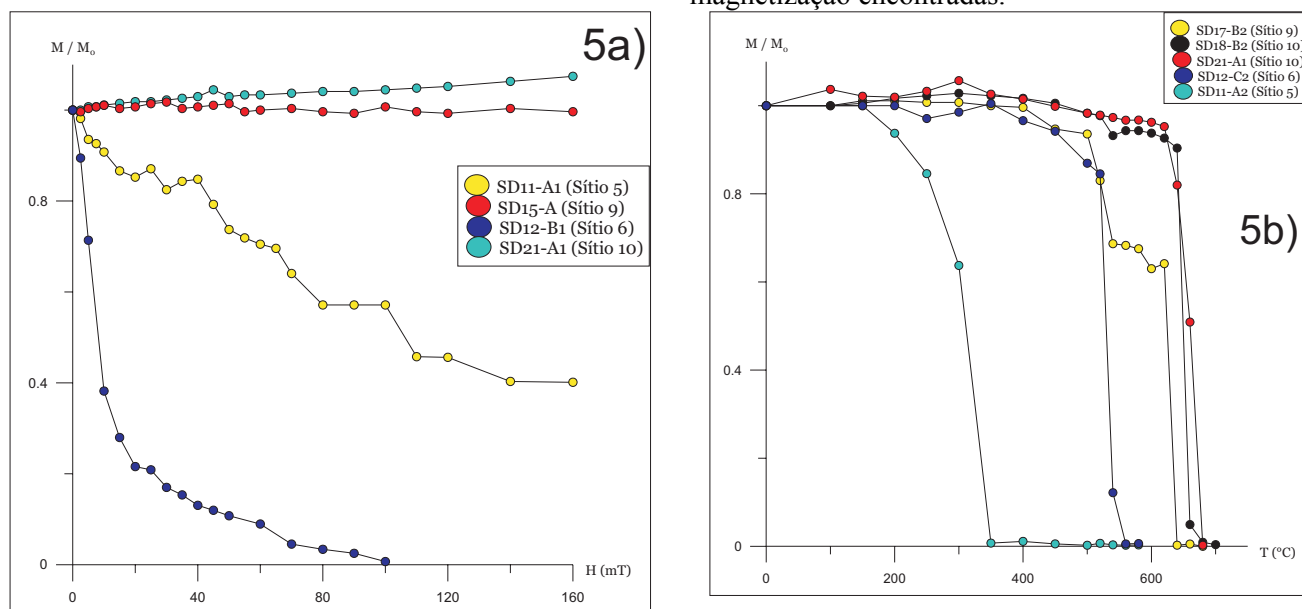 magnetização encontradas.
5a)
M / Mo
0.8
0.4
0
SD11-A1 (Sítio 5)
SD15-A (Sítio 9)
SD12-B1 (Sítio 6)
SD21-A1 (Sítio 10)
H (mT)
0 40 80 120 160
5b)
M / Mo
0.8
0.4
0
SD17-B2 (Sítio 9)
SD18-B2 (Sítio 10)
SD21-A1 (Sítio 10)
SD12-C2 (Sítio 6)
SD11-A2 (Sítio 5)
T (°C)
0 200 400 600